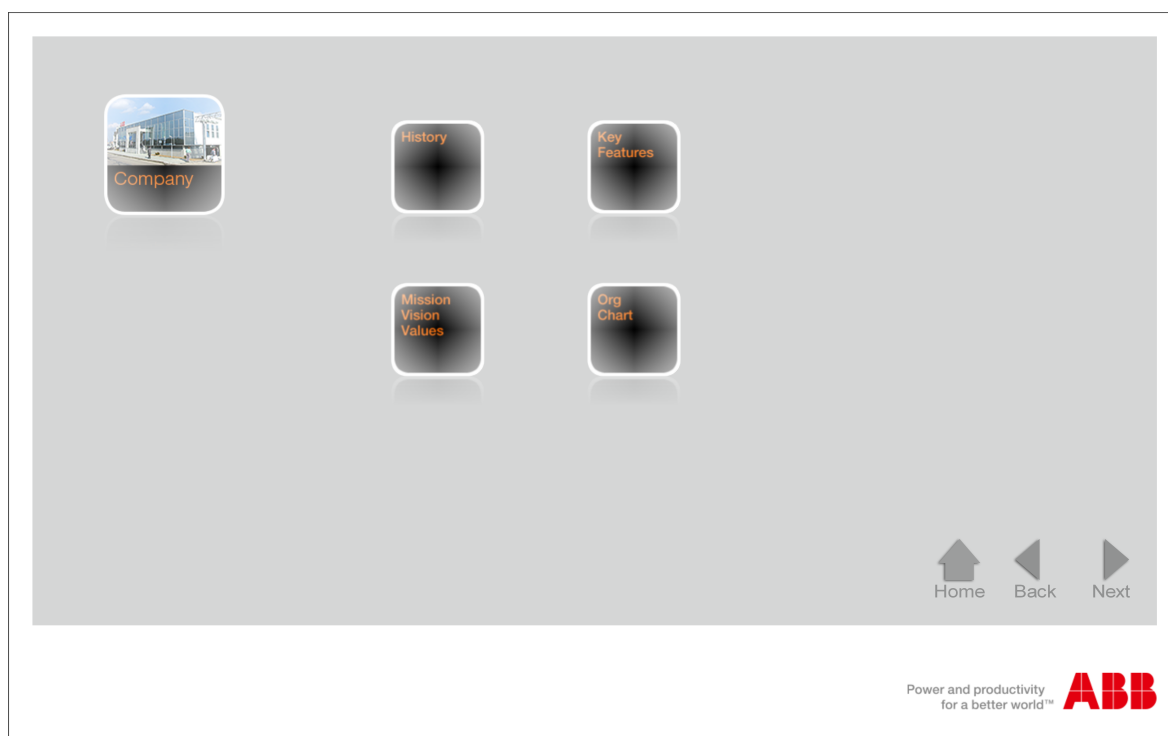 Company
History
Key
Features
Mission
Vision
Values
Org
Chart
Home
Back
Next
Power and productivity
for a better world™
ABB